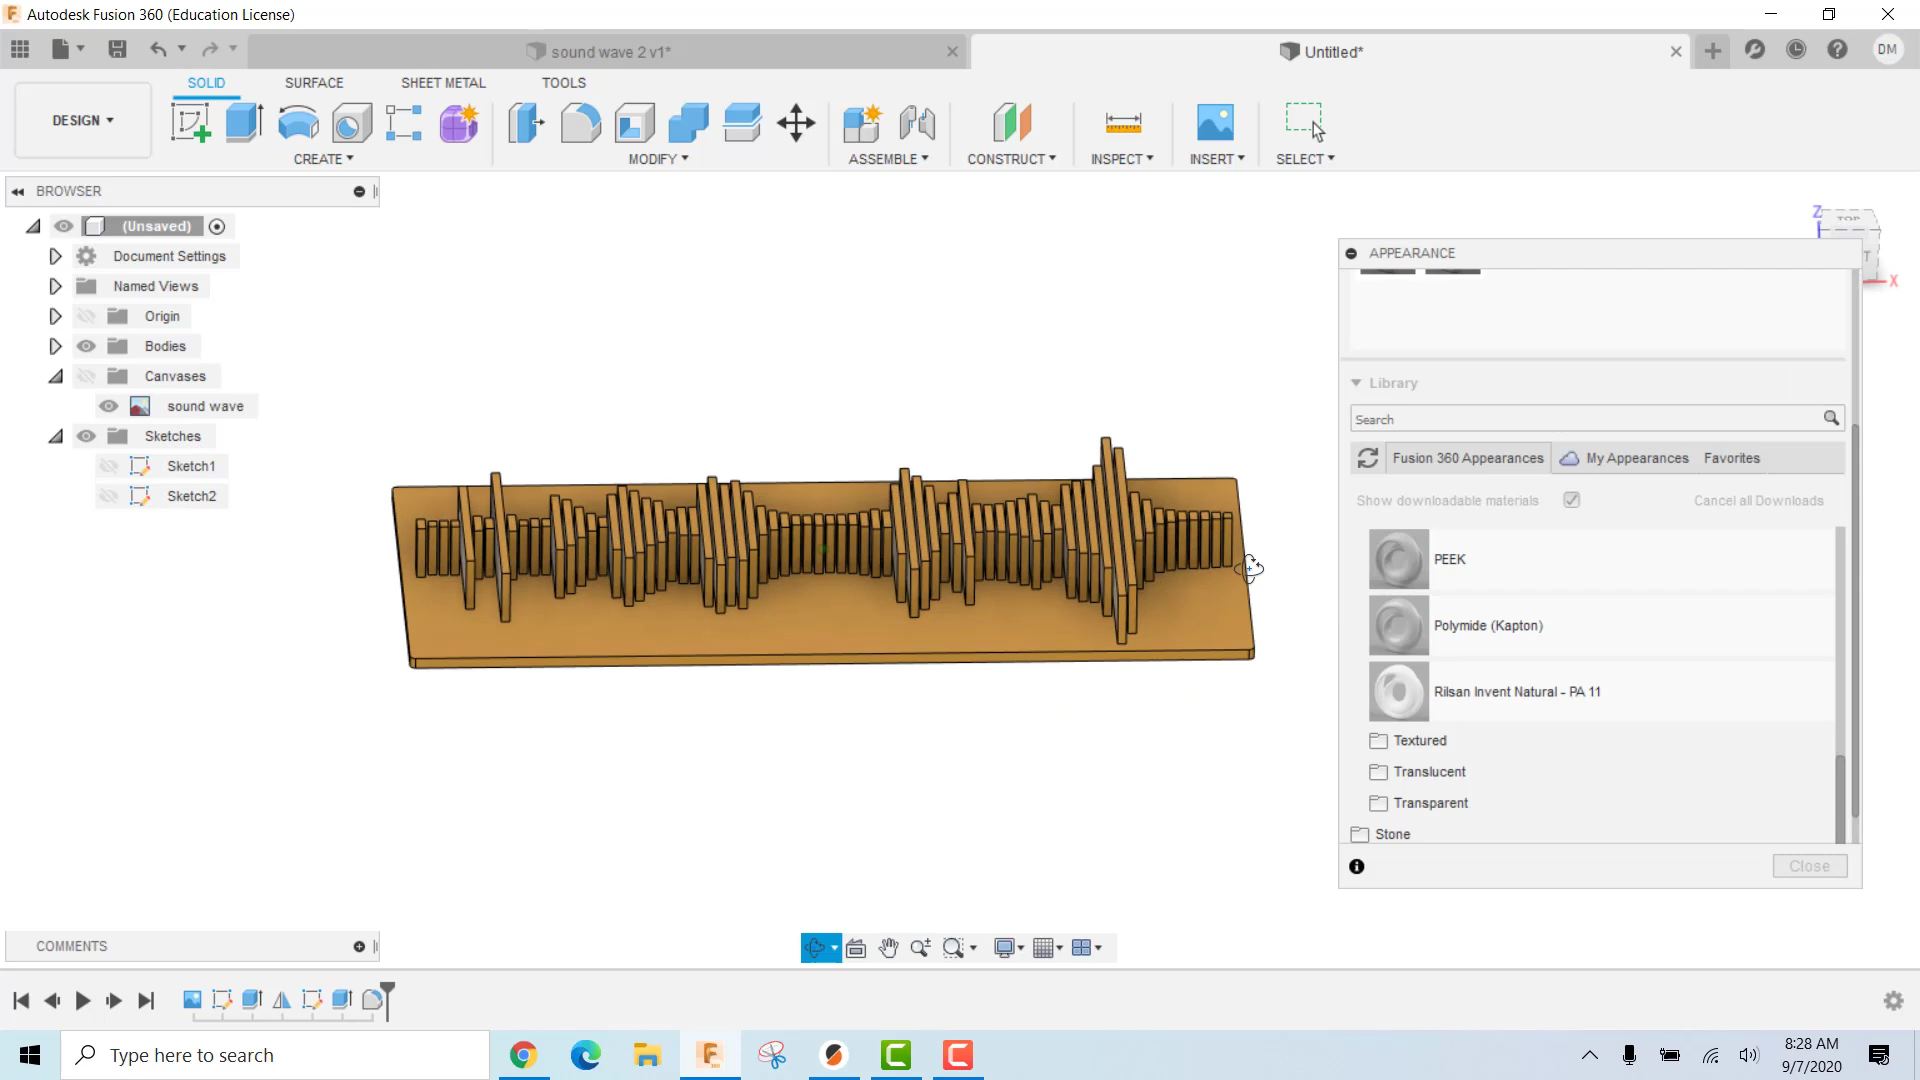 Autodesk Fusion 360 (Education License)
sound wave 2 v1*
Untitled*
DM
SOLID
SURFACE
SHEET METAL
TOOLS
DESIGN
CREATE
MODIFY
ASSEMBLE
CONSTRUCT
INSPECT
INSERT
SELECT
BROWSER
(Unsaved)
Document Settings
Named Views
Origin
Bodies
Canvases
sound wave
Sketches
Sketch1
Sketch2
Z
TOP
X
APPEARANCE
Library
Search
Fusion 360 Appearances
My Appearances
Favorites
Show downloadable materials
Cancel all Downloads
PEEK
Polymide (Kapton)
Rilsan Invent Natural - PA 11
Textured
Translucent
Transparent
Stone
Close
COMMENTS
Type here to search
8:28 AM
9/7/2020